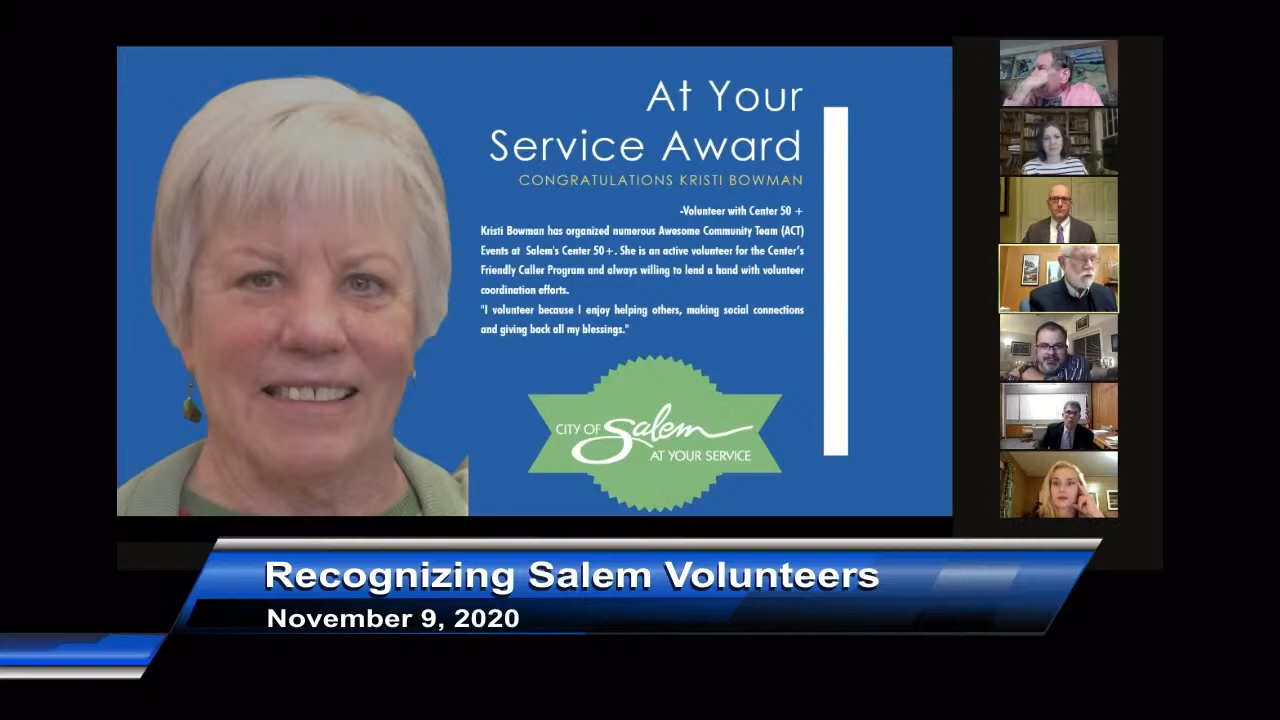 At Your
Service Award
CONGRATULATIONS KRISTI BOWMAN
-Volunteer with Center 50 +
Kristi Bowman has organized numerous Awesome Community Team (ACT)
Events at Salem's Center 50+. She is an active volunteer for the Center's
Friendly Caller Program and always willing to lend a hand with volunteer
coordination efforts.
"I volunteer because I enjoy helping others, making social connections
and giving back all my blessings."
CITY OF Salem
AT YOUR SERVICE
Recognizing Salem Volunteers
November 9, 2020